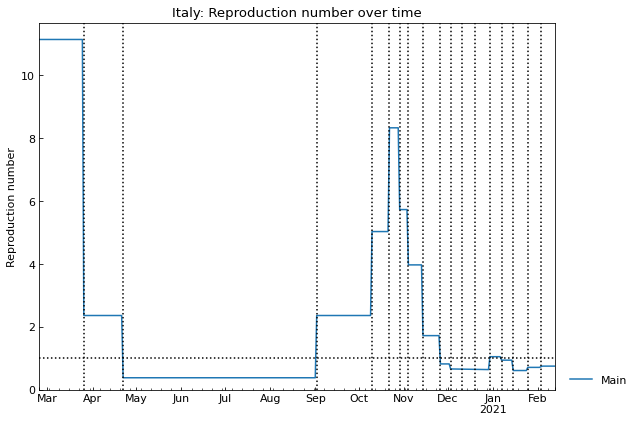 Italy: Reproduction number over time
Reproduction number
10
8
6
4
2
0
Mar Apr May Jun Jul Aug Sep Oct Nov Dec Jan Feb
2021
Main